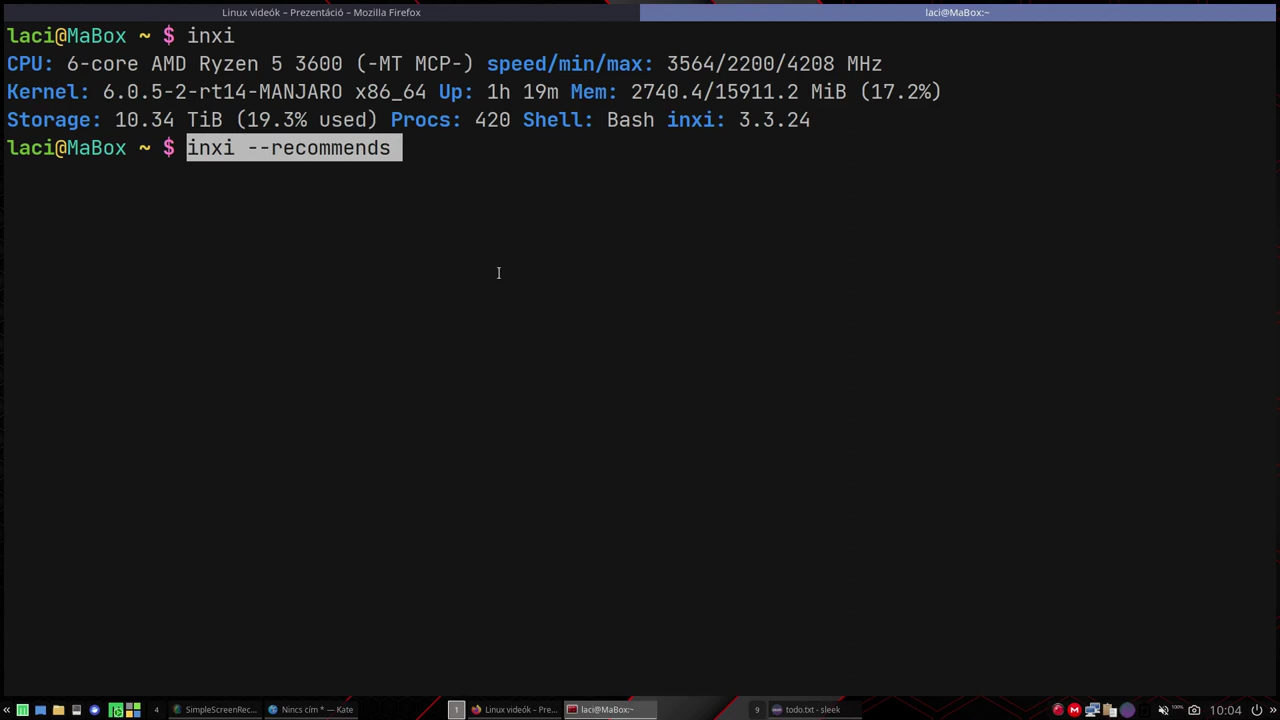 Linux videók – Prezentáció – Mozilla Firefox
laci@MaBox:~
laci@MaBox ~ $ inxi
CPU: 6-core AMD Ryzen 5 3600 (-MT MCP-) speed/min/max: 3564/2200/4208 MHz
Kernel: 6.0.5-2-rt14-MANJARO x86_64 Up: 1h 19m Mem: 2740.4/15911.2 MiB (17.2%)
Storage: 10.34 TiB (19.3% used) Procs: 420 Shell: Bash inxi: 3.3.24
laci@MaBox ~ $ inxi --recommends
« 4 SimpleScreenRec... Nincs cím * — Kate 1 Linux videók – Pre... laci@MaBox:~ 9 todo.txt - sleek 100% 10:04 »